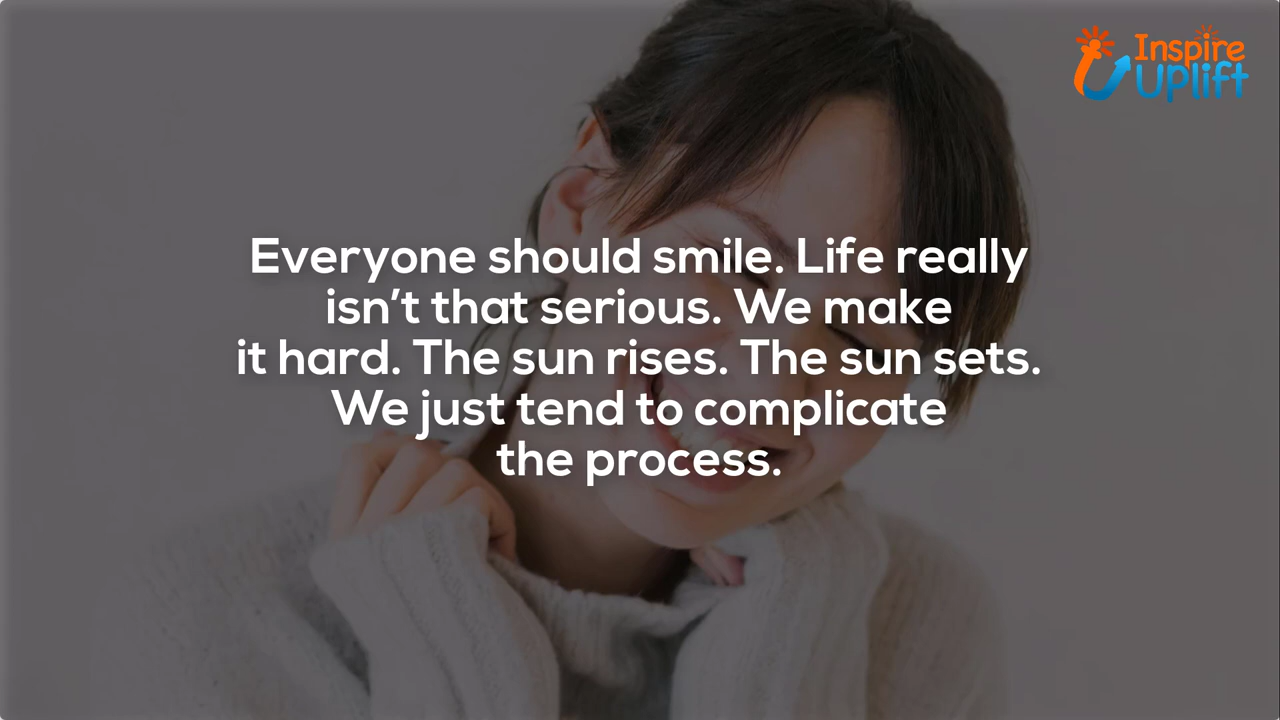 Inspire
Uplift
Everyone should smile. Life really
isn’t that serious. We make
it hard. The sun rises. The sun sets.
We just tend to complicate
the process.